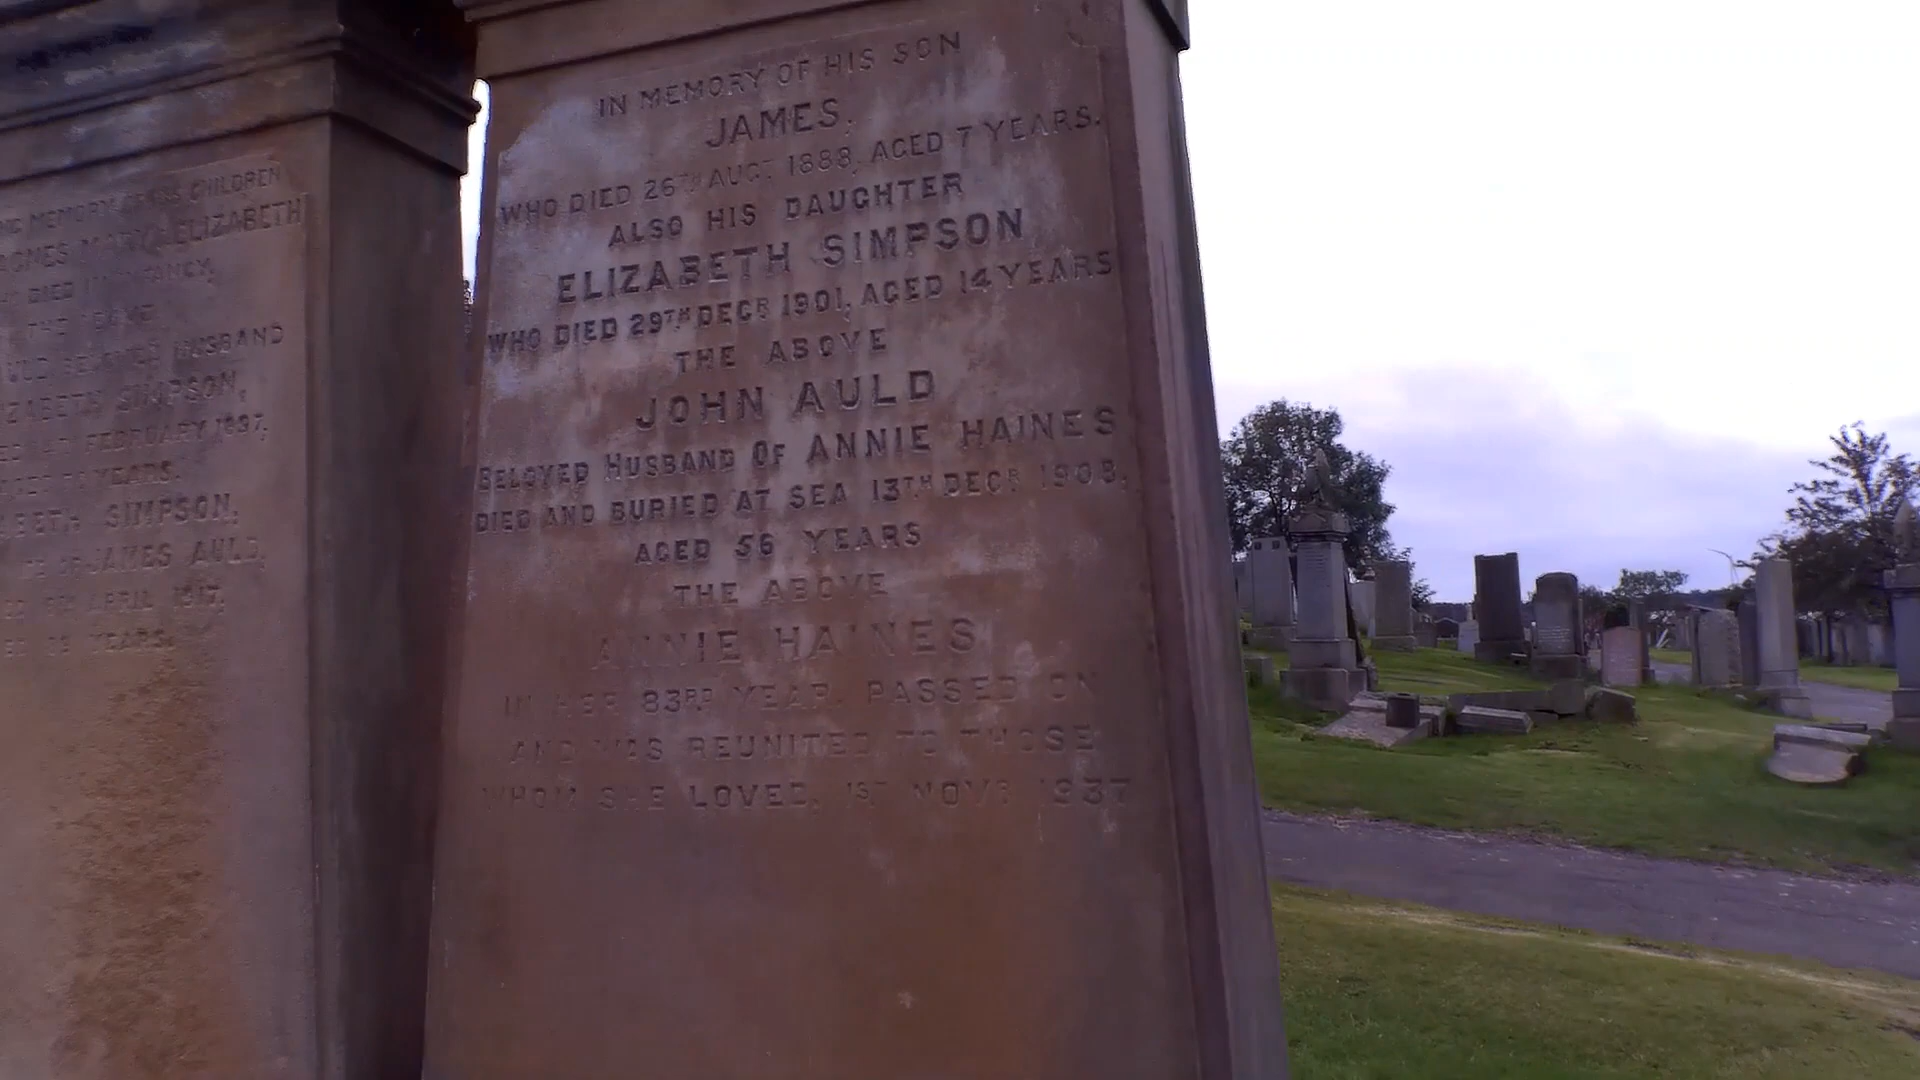 CHILDREN
ELIZABETH
HUSBAND
SIMPSON,
FEBRUARY
YEARS.
SIMPSON,
JAMES AULD,
APRIL 1917,
YEARS.
IN MEMORY OF HIS SON
JAMES,
WHO DIED 26TH AUGT 1888, AGED 7 YEARS.
ALSO HIS DAUGHTER
ELIZABETH SIMPSON
WHO DIED 29TH DECR 1901, AGED 14 YEARS
THE ABOVE
JOHN AULD
BELOVED HUSBAND OF ANNIE HAINES
DIED AND BURIED AT SEA 13TH DECR 1908,
AGED 56 YEARS
THE ABOVE
ANNIE HAINES
IN HER 83RD YEAR, PASSED ON
AND WAS REUNITED TO THOSE
WHOM SHE LOVED, 1ST NOVR 1937